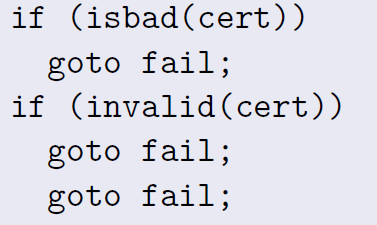 if (isbad(cert))
  goto fail;
if (invalid(cert))
  goto fail;
  goto fail;